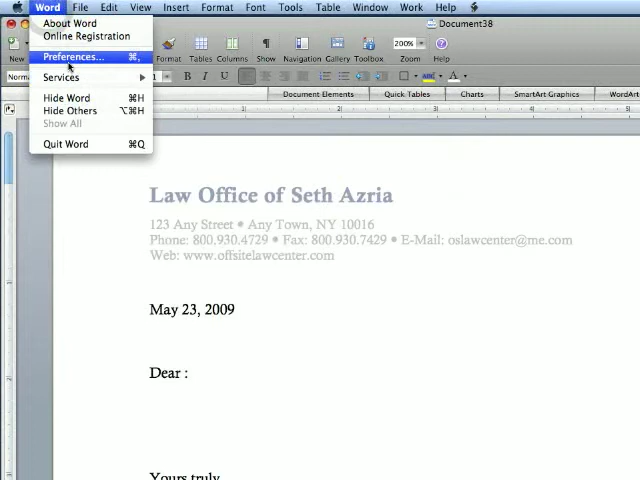 Word File Edit View Insert Format Font Tools Table Window Work Help
Document38
About Word
Online Registration
Preferences... ⌘,
Services
Hide Word ⌘H
Hide Others ⌥⌘H
Show All
Quit Word ⌘Q
200%
New Format Tables Columns Show Navigation Gallery Toolbox Zoom Help
B I U A
Document Elements Quick Tables Charts SmartArt Graphics WordArt
Law Office of Seth Azria
123 Any Street • Any Town, NY 10016
Phone: 800.930.4729 • Fax: 800.930.7429 • E-Mail: oslawcenter@me.com
Web: www.offsitelawcenter.com
May 23, 2009
Dear :
Yours truly,